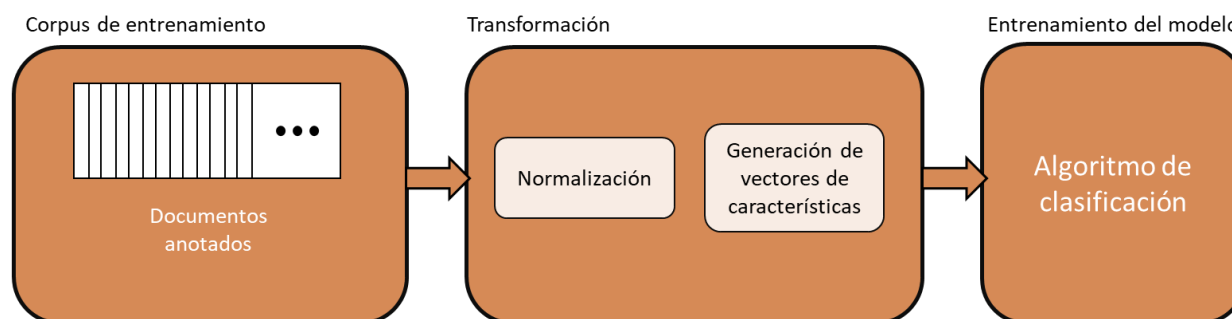 Corpus de entrenamiento
Documentos
anotados
Transformación
Normalización
Generación de
vectores de
características
Entrenamiento del modelo
Algoritmo de
clasificación